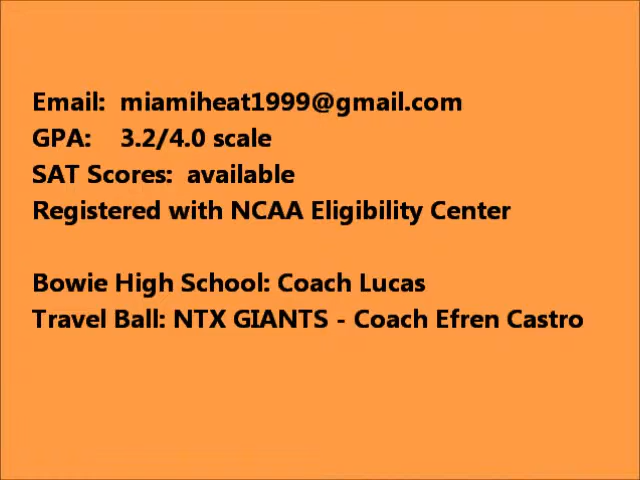 Email: miamiheat1999@gmail.com
GPA: 3.2/4.0 scale
SAT Scores: available
Registered with NCAA Eligibility Center
Bowie High School: Coach Lucas
Travel Ball: NTX GIANTS - Coach Efren Castro